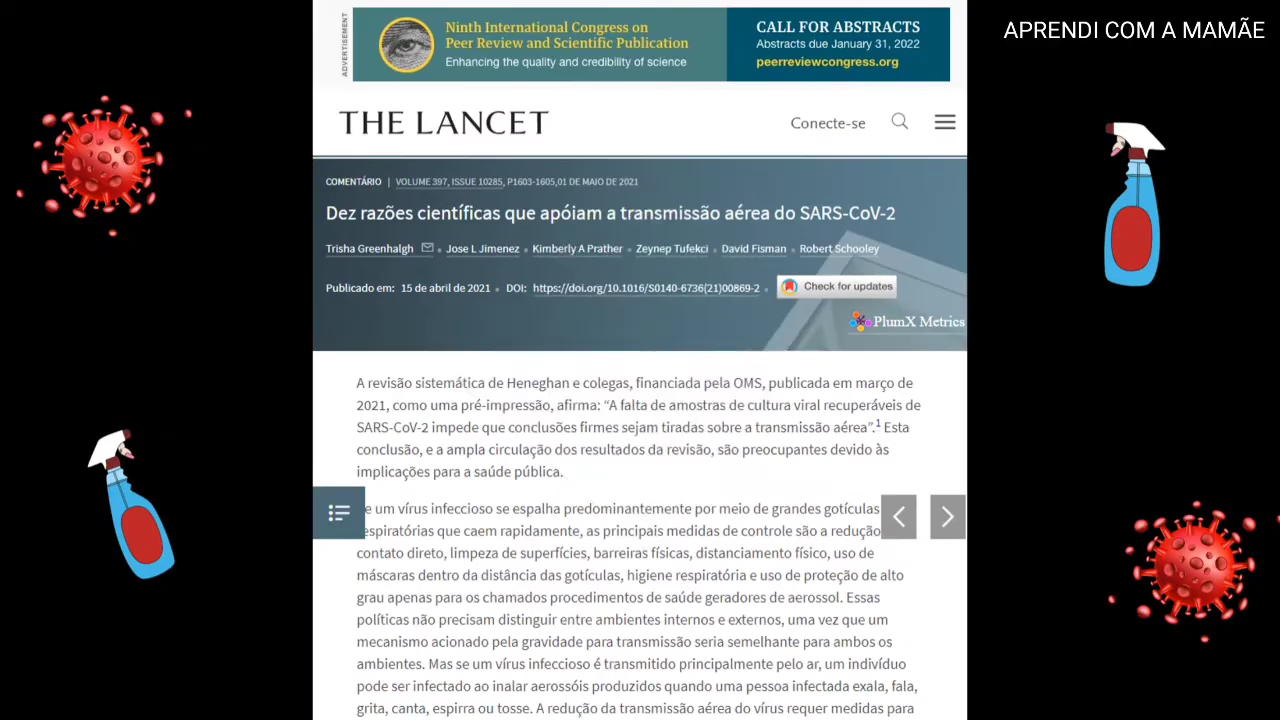 APRENDI COM A MAMÃE
ADVERTISEMENT
Ninth International Congress on
Peer Review and Scientific Publication
Enhancing the quality and credibility of science
CALL FOR ABSTRACTS
Abstracts due January 31, 2022
peerreviewcongress.org
THE LANCET
Conecte-se
COMENTÁRIO | VOLUME 397, ISSUE 10285, P1603-1605,01 DE MAIO DE 2021
Dez razões científicas que apóiam a transmissão aérea do SARS-CoV-2
Trisha Greenhalgh • Jose L Jimenez • Kimberly A Prather • Zeynep Tufekci • David Fisman • Robert Schooley
Publicado em: 15 de abril de 2021 • DOI: https://doi.org/10.1016/S0140-6736(21)00869-2 •
Check for updates
PlumX Metrics
A revisão sistemática de Heneghan e colegas, financiada pela OMS, publicada em março de
2021, como uma pré-impressão, afirma: “A falta de amostras de cultura viral recuperáveis de
SARS-CoV-2 impede que conclusões firmes sejam tiradas sobre a transmissão aérea”.1 Esta
conclusão, e a ampla circulação dos resultados da revisão, são preocupantes devido às
implicações para a saúde pública.
e um vírus infeccioso se espalha predominantemente por meio de grandes gotículas
espiratórias que caem rapidamente, as principais medidas de controle são a redução
contato direto, limpeza de superfícies, barreiras físicas, distanciamento físico, uso de
máscaras dentro da distância das gotículas, higiene respiratória e uso de proteção de alto
grau apenas para os chamados procedimentos de saúde geradores de aerossol. Essas
políticas não precisam distinguir entre ambientes internos e externos, uma vez que um
mecanismo acionado pela gravidade para transmissão seria semelhante para ambos os
ambientes. Mas se um vírus infeccioso é transmitido principalmente pelo ar, um indivíduo
pode ser infectado ao inalar aerossóis produzidos quando uma pessoa infectada exala, fala,
grita, canta, espirra ou tosse. A redução da transmissão aérea do vírus requer medidas para